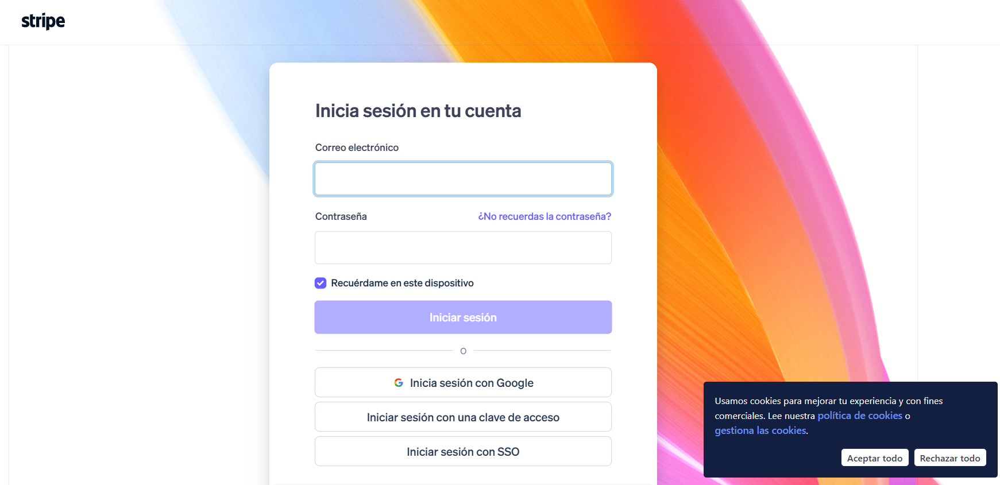 stripe
Inicia sesión en tu cuenta
Correo electrónico
Contraseña
¿No recuerdas la contraseña?
Recuérdame en este dispositivo
Iniciar sesión
O
Inicia sesión con Google
Iniciar sesión con una clave de acceso
Iniciar sesión con SSO
Usamos cookies para mejorar tu experiencia y con fines
comerciales. Lee nuestra política de cookies o
gestiona las cookies.
Aceptar todo
Rechazar todo